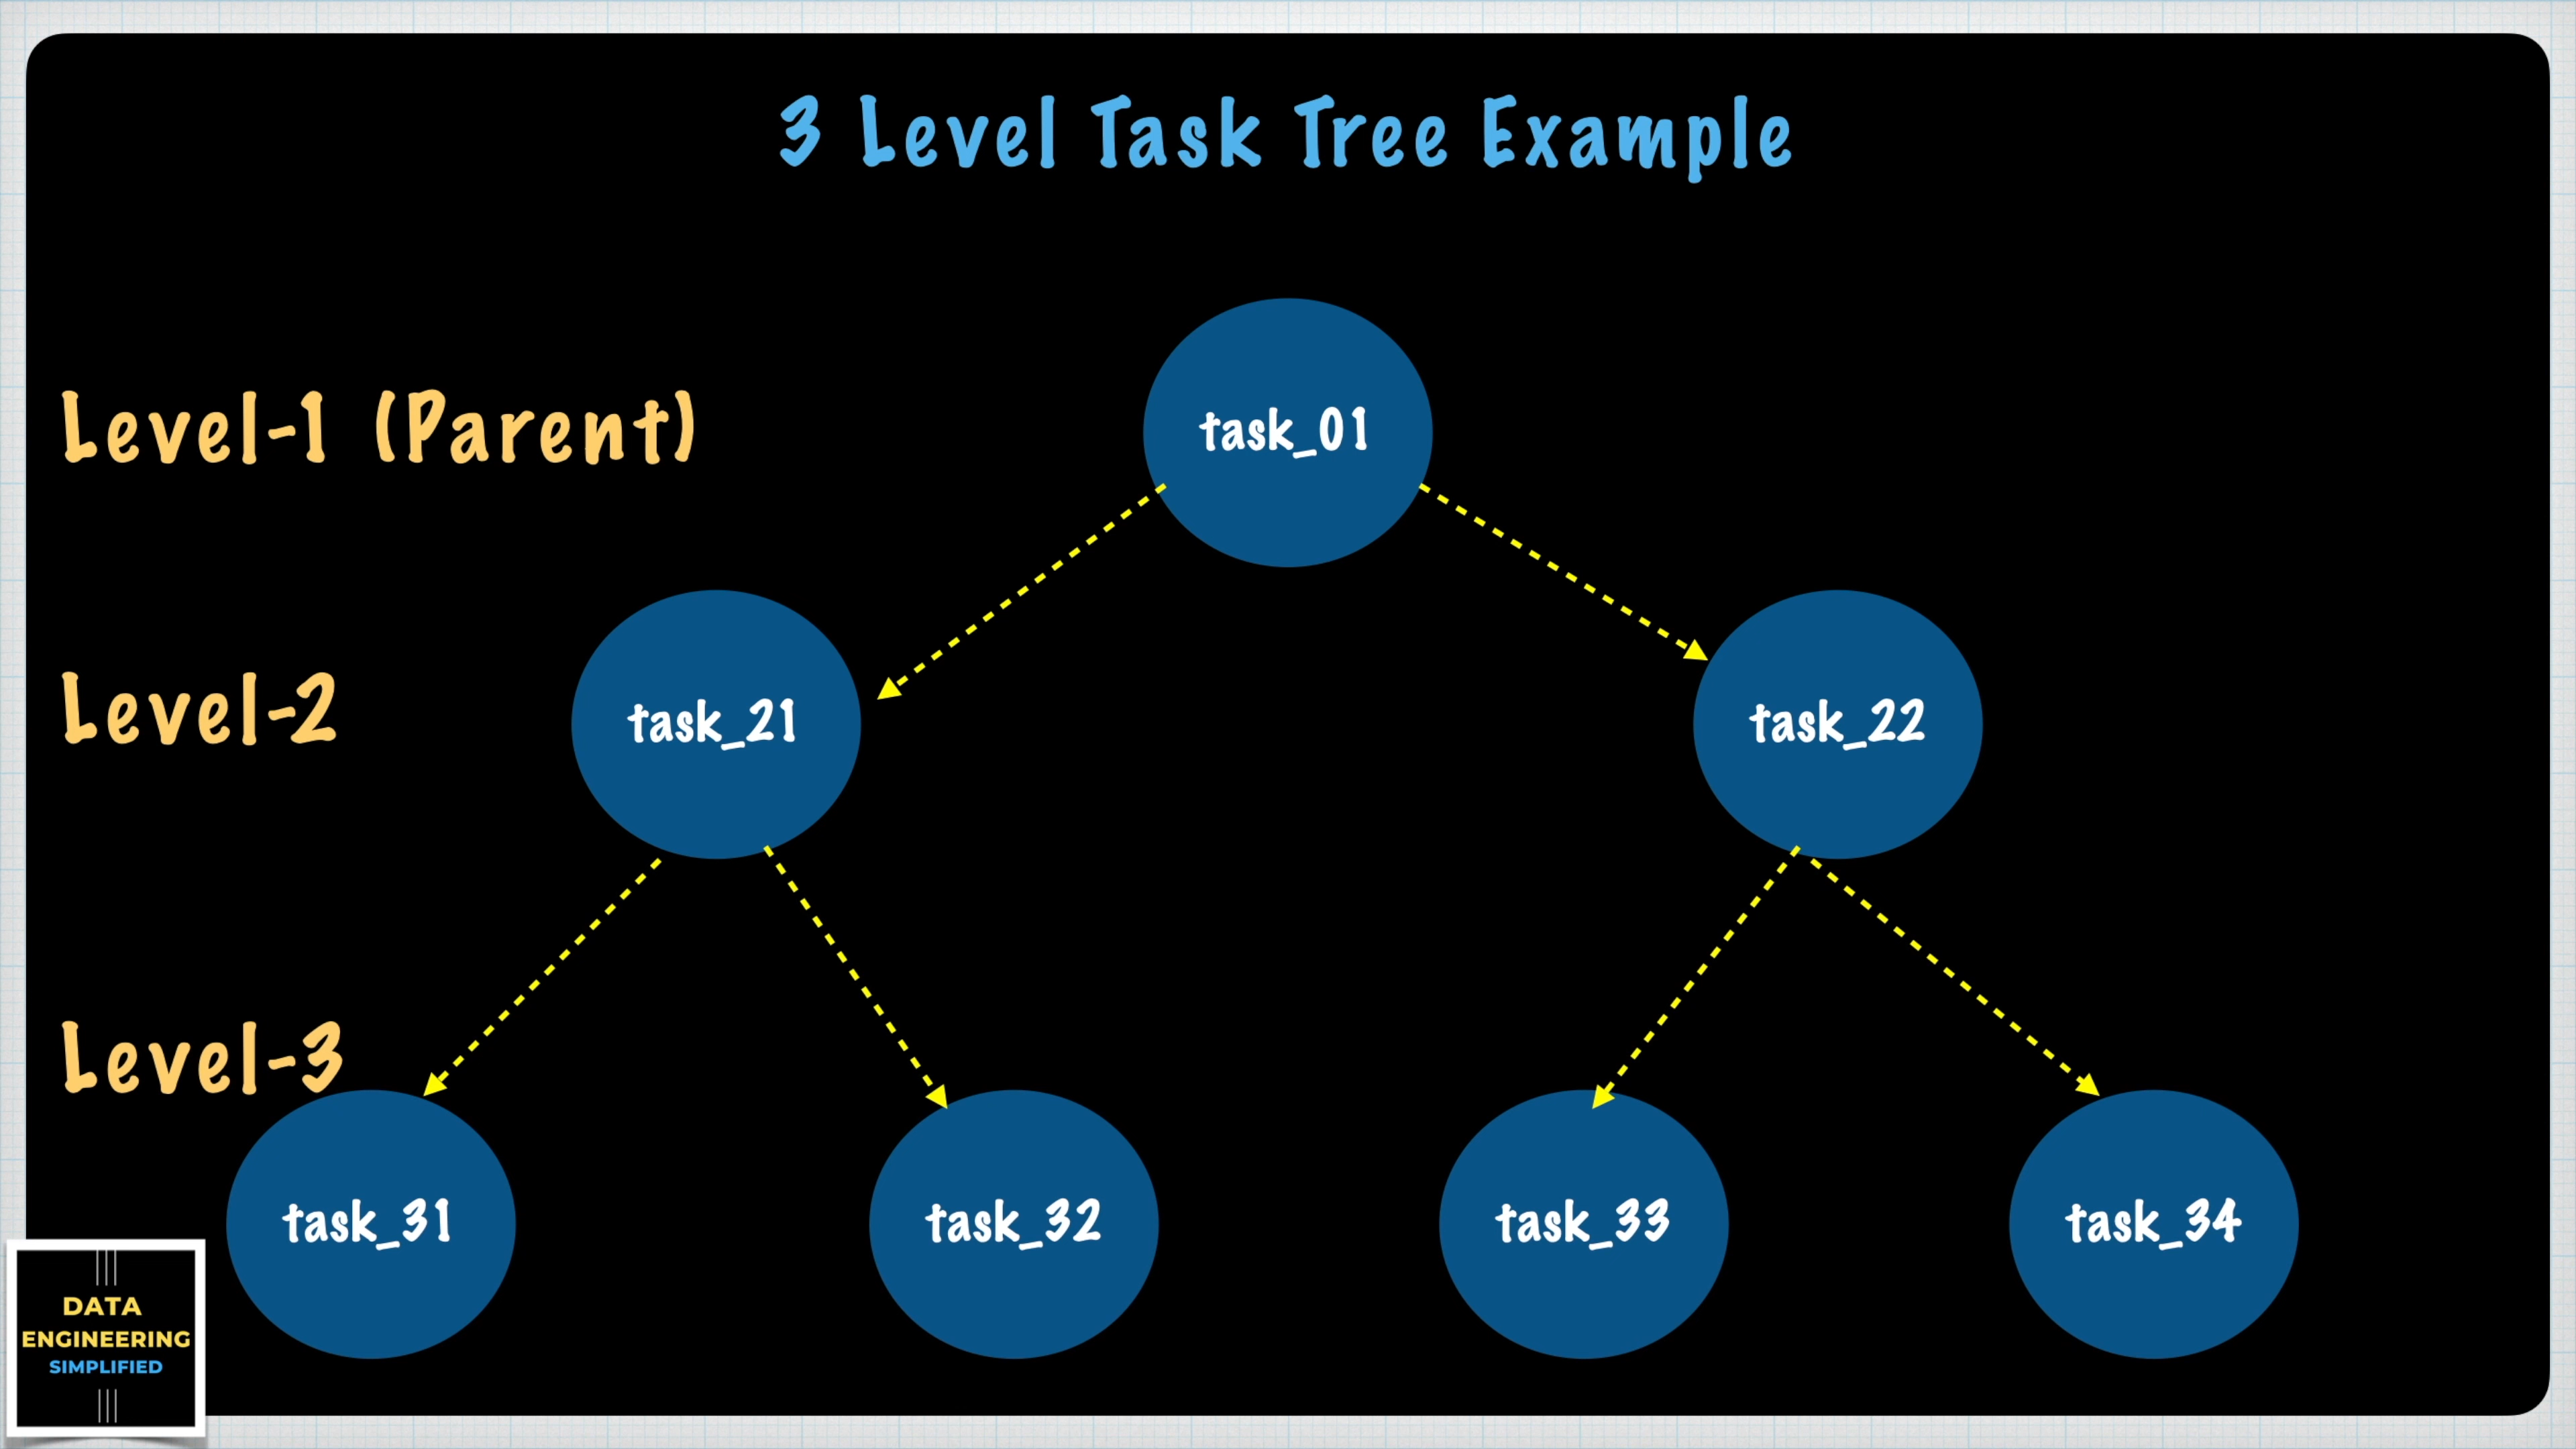 3 Level Task Tree Example
Level-1 (Parent)
task_01
Level-2
task_21
task_22
Level-3
task_31
task_32
task_33
task_34
DATA
ENGINEERING
SIMPLIFIED